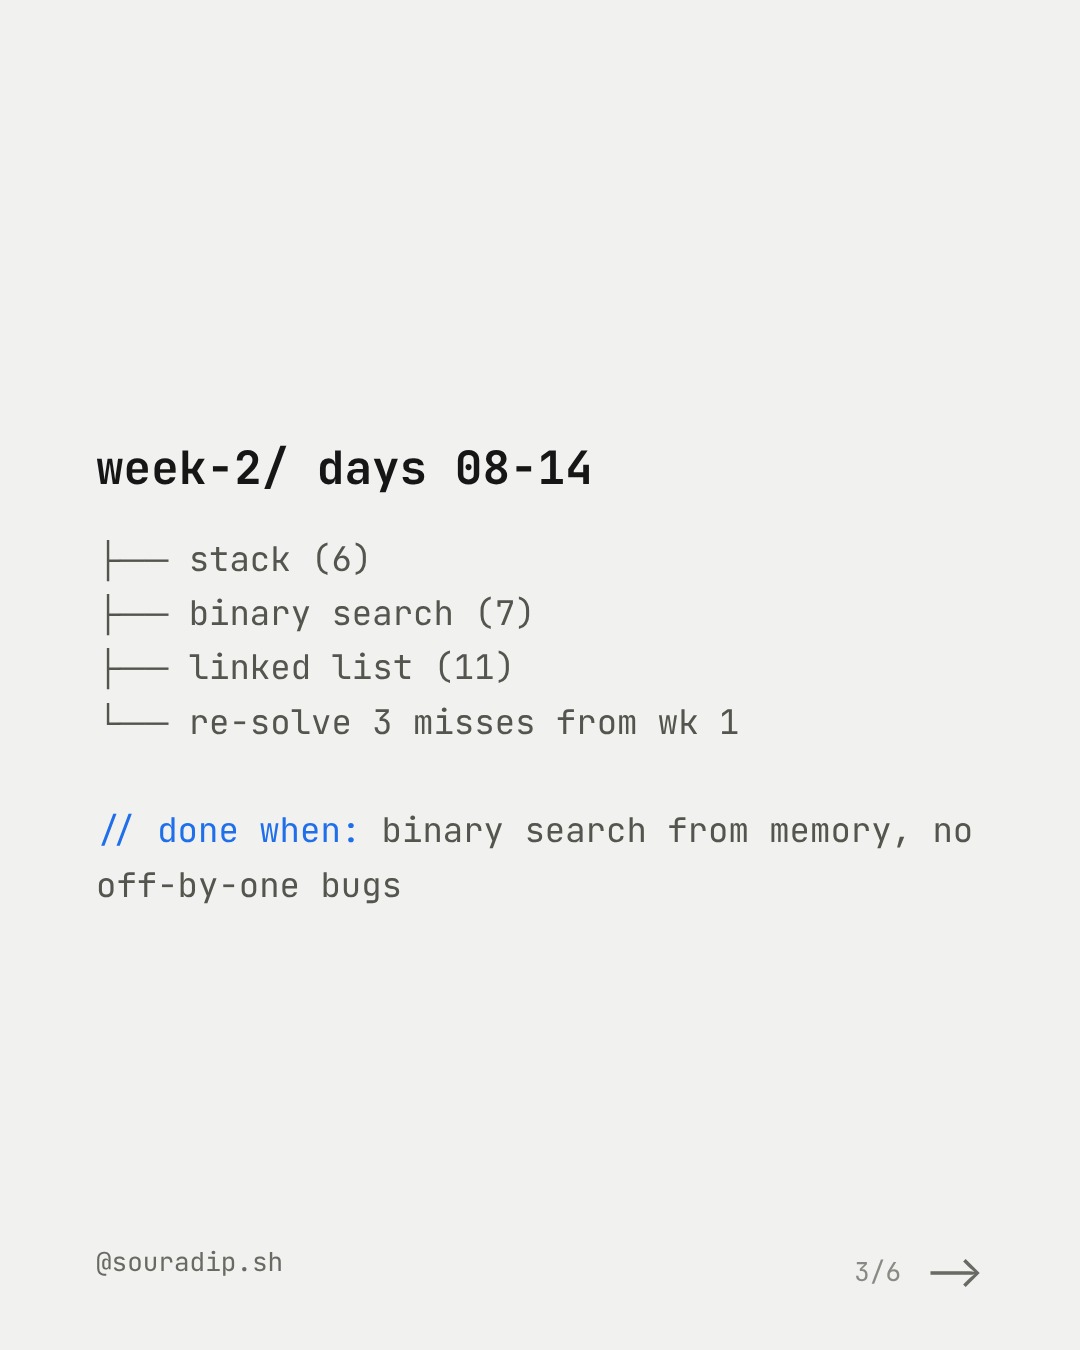 week-2/ days 08-14
├── stack (6)
├── binary search (7)
├── linked list (11)
└── re-solve 3 misses from wk 1
// done when: binary search from memory, no
off-by-one bugs
@souradip.sh
3/6 →